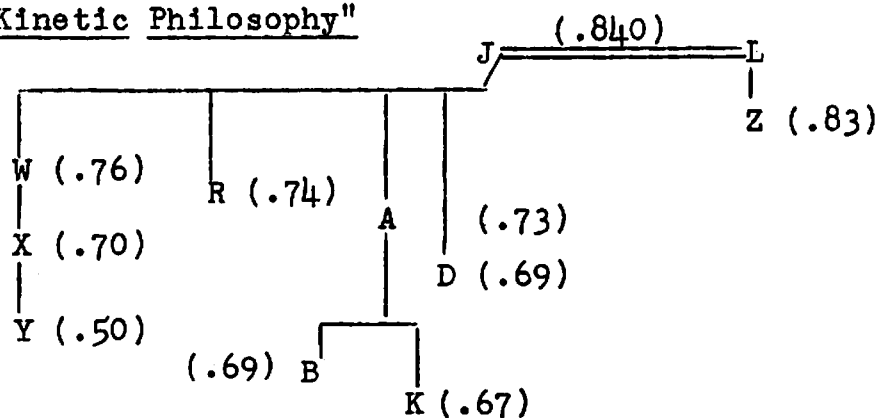 Kinetic Philosophy"
(.840)
J L
Z (.83)
W (.76)
R (.74)
A (.73)
X (.70)
D (.69)
Y (.50)
(.69) B
K (.67)